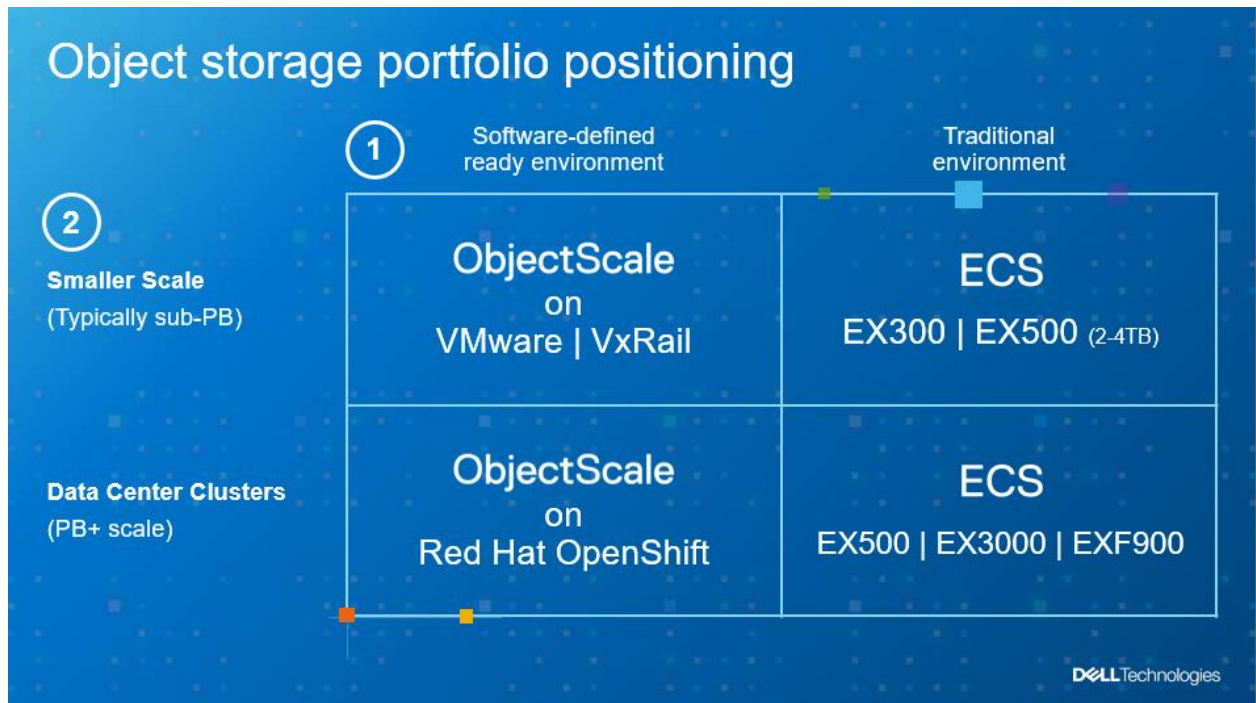 Object storage portfolio positioning
1
Software-defined
ready environment
Traditional
environment
2
Smaller Scale
(Typically sub-PB)
ObjectScale
on
VMware | VxRail
ECS
EX300 | EX500 (2-4TB)
Data Center Clusters
(PB+ scale)
ObjectScale
on
Red Hat OpenShift
ECS
EX500 | EX3000 | EXF900
DELL Technologies